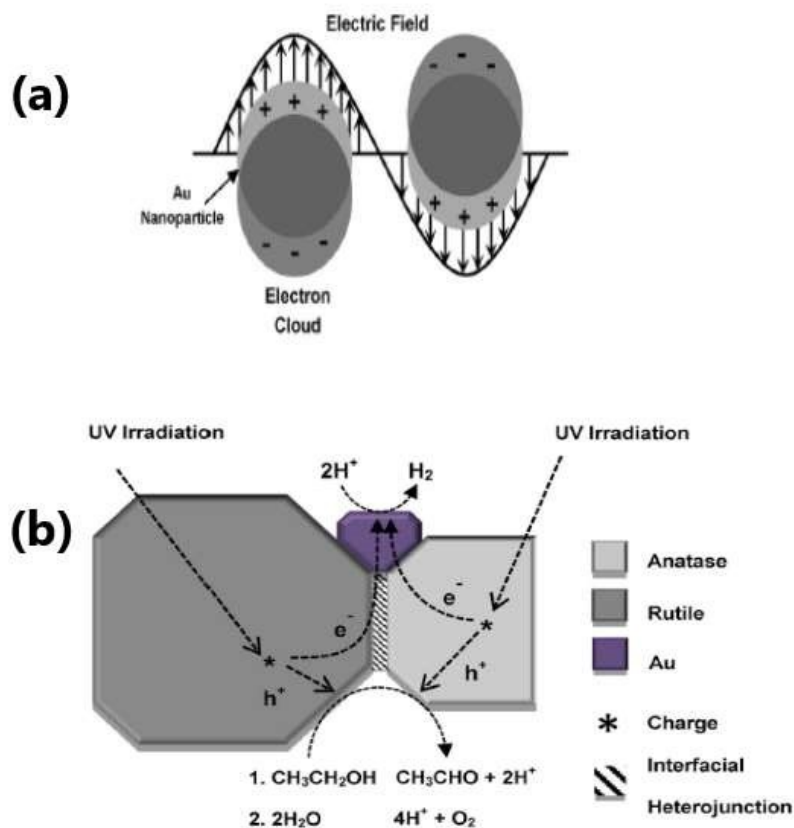 (a)
Electric Field
- - -
+ + +
Au
Nanoparticle
+ + +
- - -
Electron
Cloud
(b)
UV Irradiation
UV Irradiation
2H⁺ H₂
Anatase
e⁻
e⁻
*
*
Rutile
h⁺
h⁺
Au
* Charge
1. CH₃CH₂OH CH₃CHO + 2H⁺
Interfacial
2. 2H₂O 4H⁺ + O₂
Heterojunction